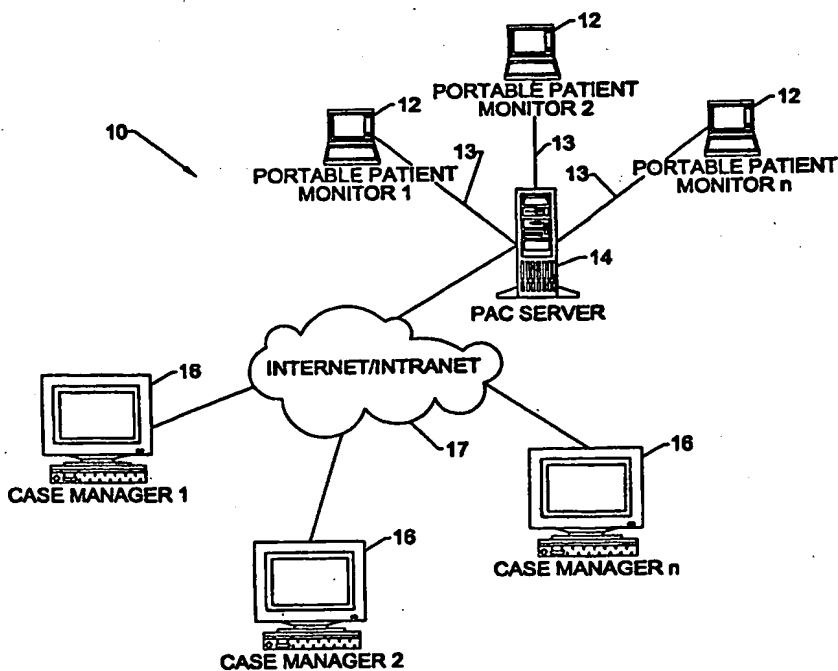 12
12
PORTABLE PATIENT
MONITOR 2
12
10
13
13
PORTABLE PATIENT
MONITOR 1
13
PORTABLE PATIENT
MONITOR n
14
PAC SERVER
INTERNET/INTRANET
16
17
16
CASE MANAGER 1
16
CASE MANAGER n
CASE MANAGER 2